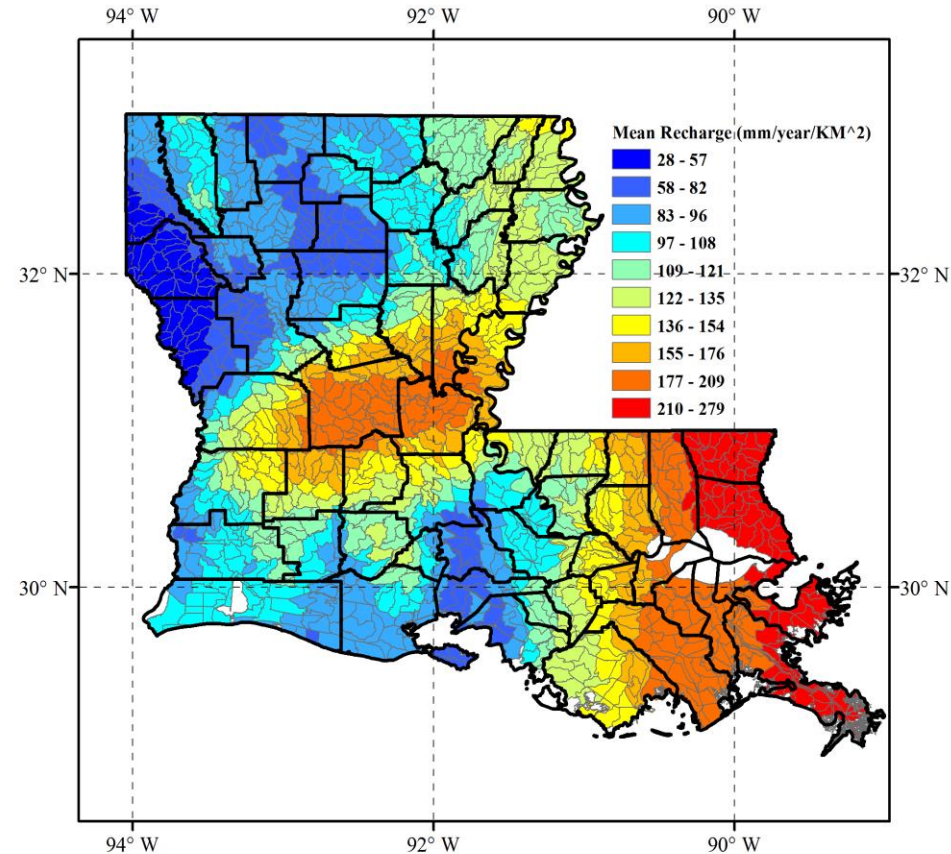 94° W 92° W 90° W
Mean Recharge (mm/year/KM^2)
28 - 57
58 - 82
83 - 96
97 - 108
109 - 121
122 - 135
136 - 154
155 - 176
177 - 209
210 - 279
32° N 32° N
30° N 30° N
94° W 92° W 90° W